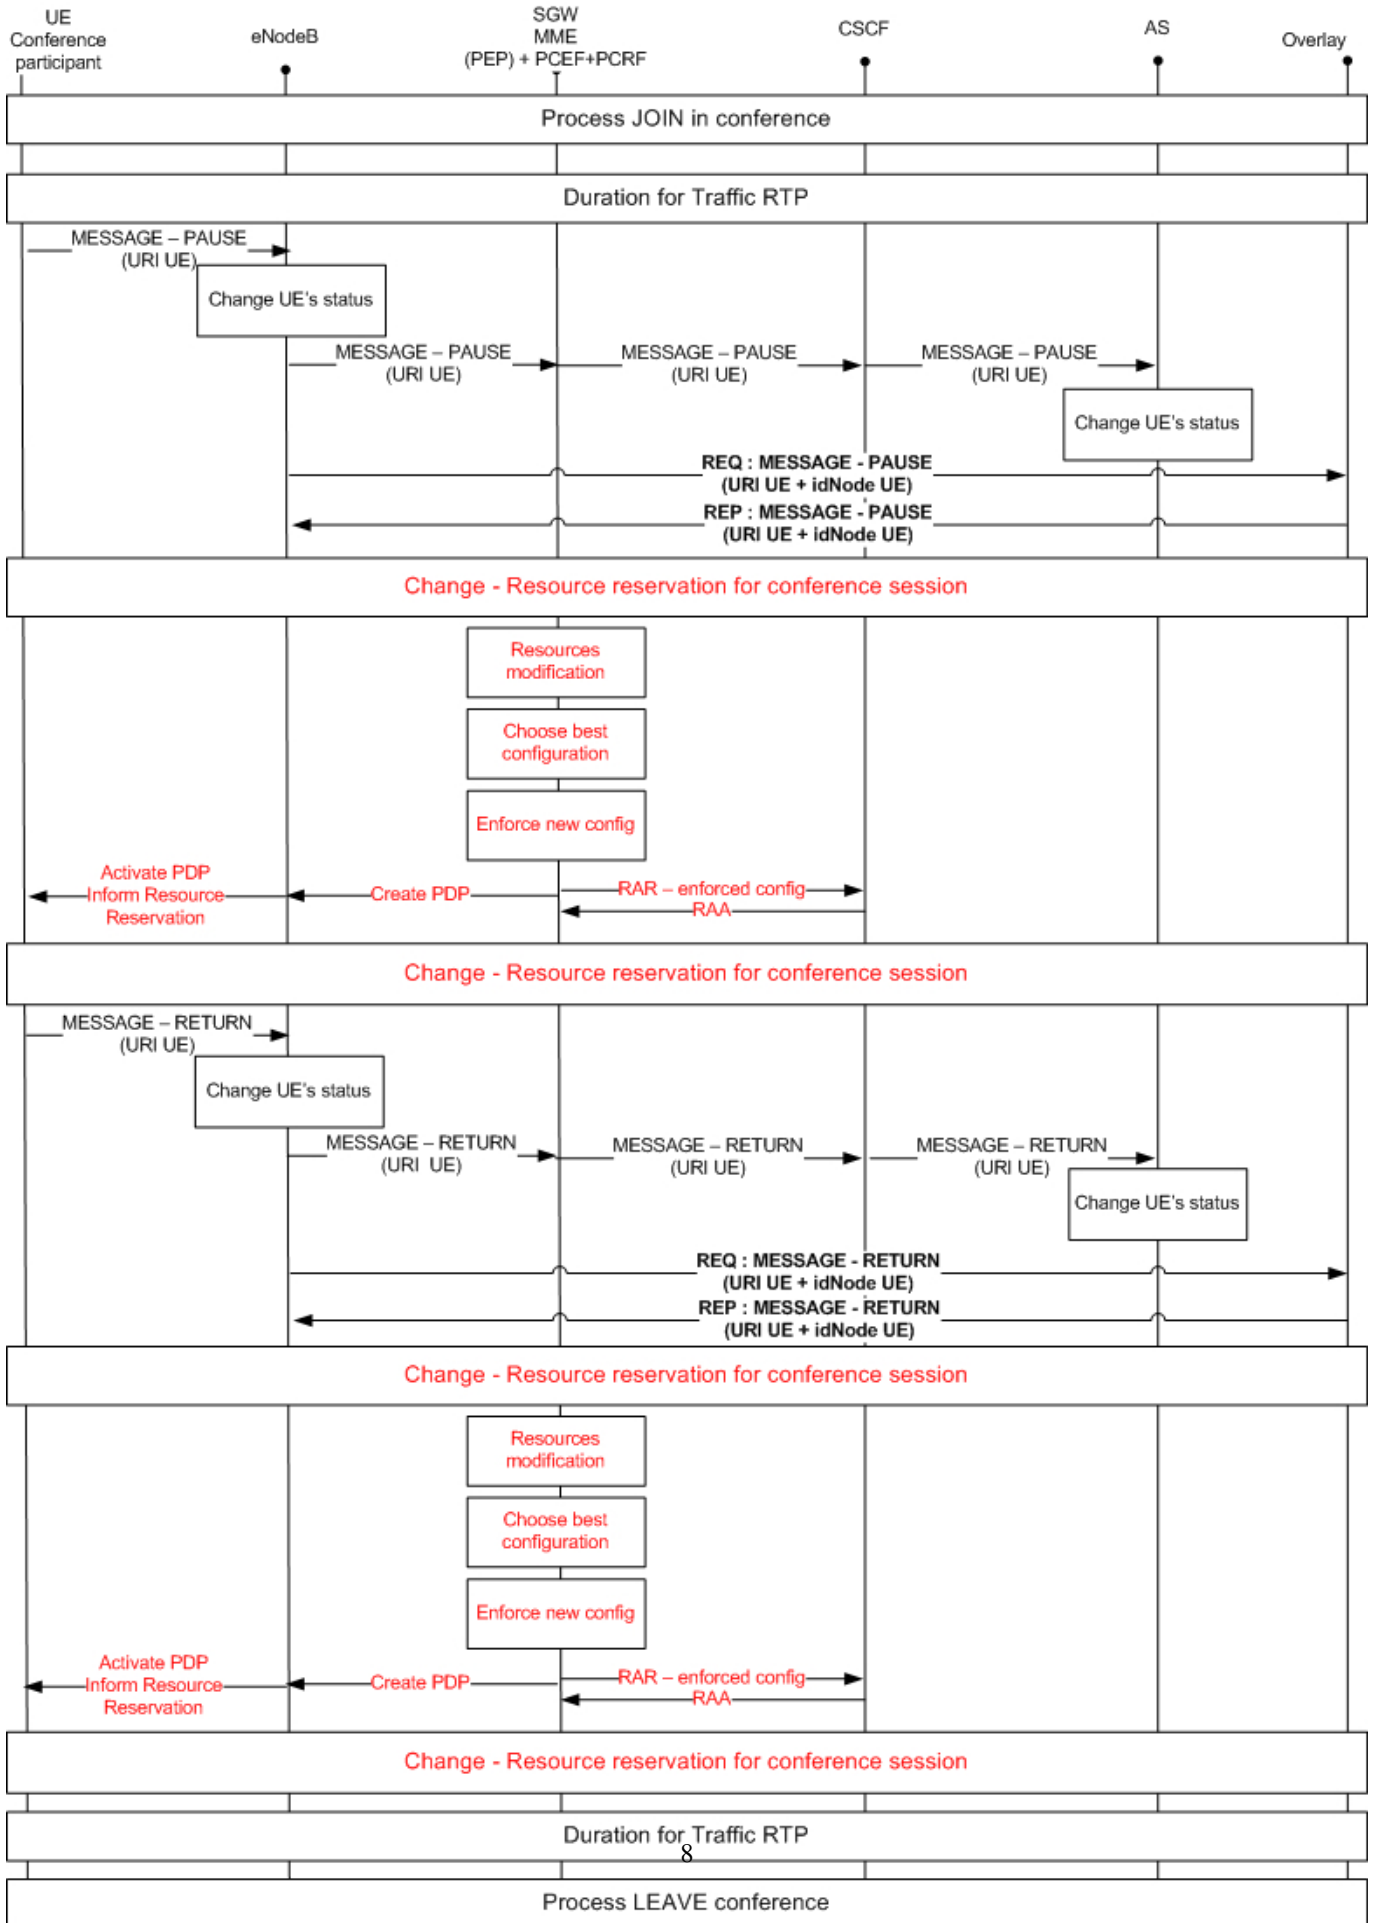 UE
Conference
participant
eNodeB
SGW
MME
(PEP) + PCEF+PCRF
CSCF
AS
Overlay
Process JOIN in conference
Duration for Traffic RTP
MESSAGE – PAUSE
(URI UE)
Change UE's status
MESSAGE – PAUSE
(URI UE)
MESSAGE – PAUSE
(URI UE)
MESSAGE – PAUSE
(URI UE)
Change UE's status
REQ : MESSAGE - PAUSE
(URI UE + idNode UE)
REP : MESSAGE - PAUSE
(URI UE + idNode UE)
Change - Resource reservation for conference session
Resources
modification
Choose best
configuration
Enforce new config
Activate PDP
Inform Resource
Reservation
Create PDP
RAR – enforced config
RAA
Change - Resource reservation for conference session
MESSAGE – RETURN
(URI UE)
Change UE's status
MESSAGE – RETURN
(URI  UE)
MESSAGE – RETURN
(URI UE)
MESSAGE – RETURN
(URI UE)
Change UE's status
REQ : MESSAGE - RETURN
(URI UE + idNode UE)
REP : MESSAGE - RETURN
(URI UE + idNode UE)
Change - Resource reservation for conference session
Resources
modification
Choose best
configuration
Enforce new config
Activate PDP
Inform Resource
Reservation
Create PDP
RAR – enforced config
RAA
Change - Resource reservation for conference session
Duration for Traffic RTP
8
Process LEAVE conference